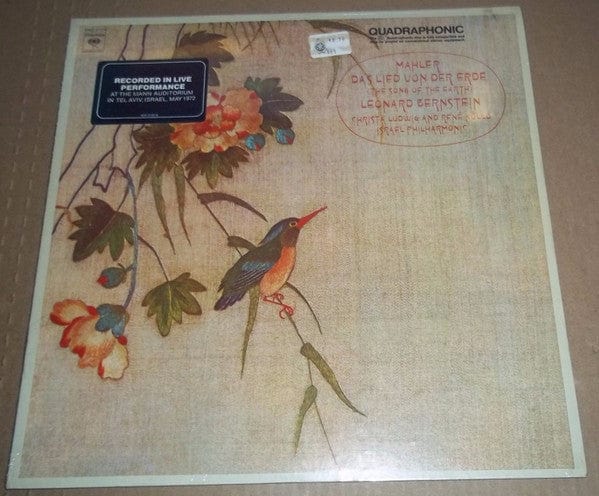 QUADRAPHONIC
MAHLER
DAS LIED VON DER ERDE
(THE SONG OF THE EARTH)
LEONARD BERNSTEIN
CHRISTA LUDWIG AND RENÉ KOLLO
ISRAEL PHILHARMONIC
RECORDED IN LIVE
PERFORMANCE
AT THE MANN AUDITORIUM
IN TEL AVIV, ISRAEL, MAY 1972